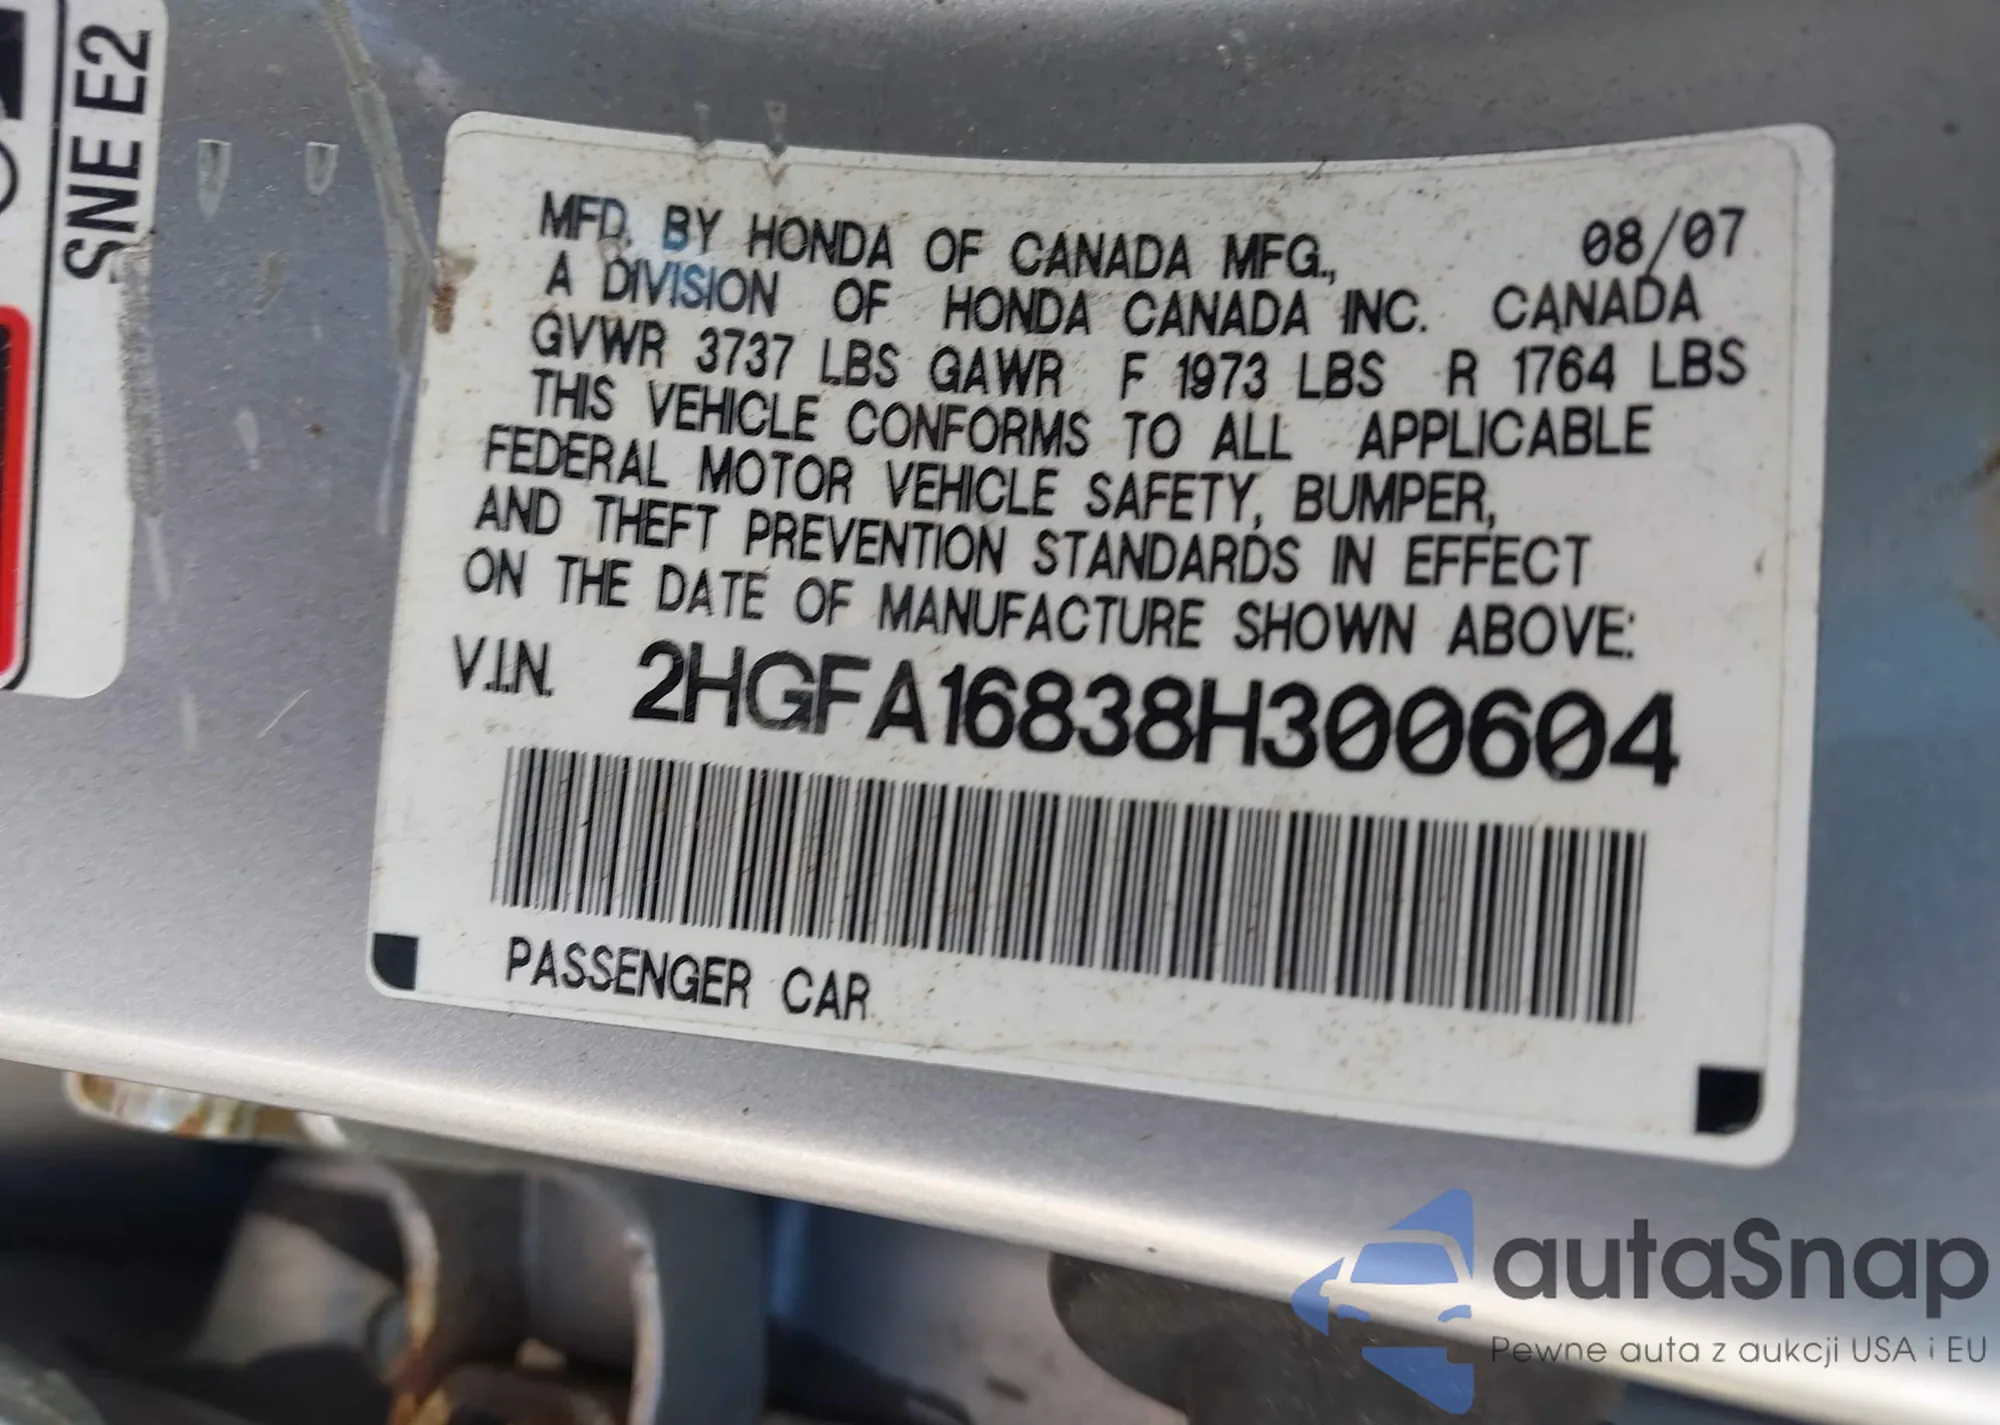 SNE E2
MFD. BY HONDA OF CANADA MFG., 08/07
A DIVISION OF HONDA CANADA INC. CANADA
GVWR 3737 LBS GAWR F 1973 LBS R 1764 LBS
THIS VEHICLE CONFORMS TO ALL APPLICABLE
FEDERAL MOTOR VEHICLE SAFETY, BUMPER,
AND THEFT PREVENTION STANDARDS IN EFFECT
ON THE DATE OF MANUFACTURE SHOWN ABOVE:
V.I.N. 2HGFA16838H300604
PASSENGER CAR
autaSnap
Pewne auta z aukcji USA i EU